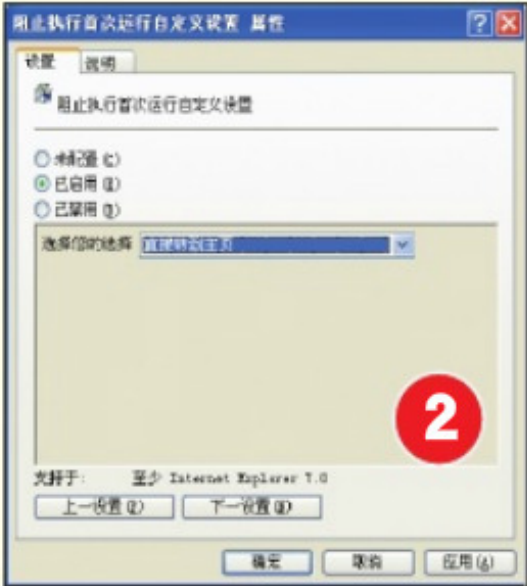 阻止执行首次运行自定义设置 属性
设置 说明
阻止执行首次运行自定义设置
未配置(C)
已启用(E)
已禁用(D)
选择您的选择 直接转到主页
2
支持于: 至少 Internet Explorer 7.0
上一设置(P) 下一设置(N)
确定 取消 应用(A)